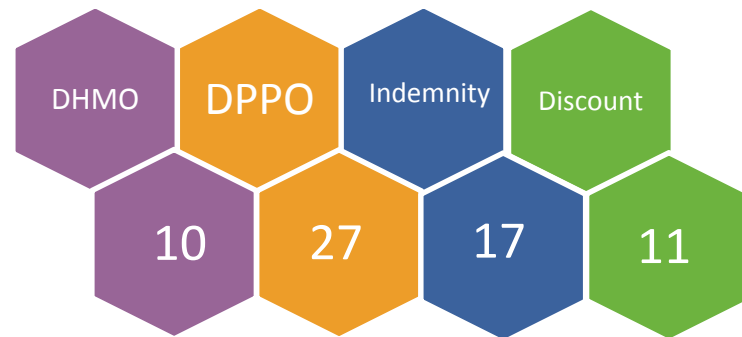 DHMO
DPPO
Indemnity
Discount
10
27
17
11